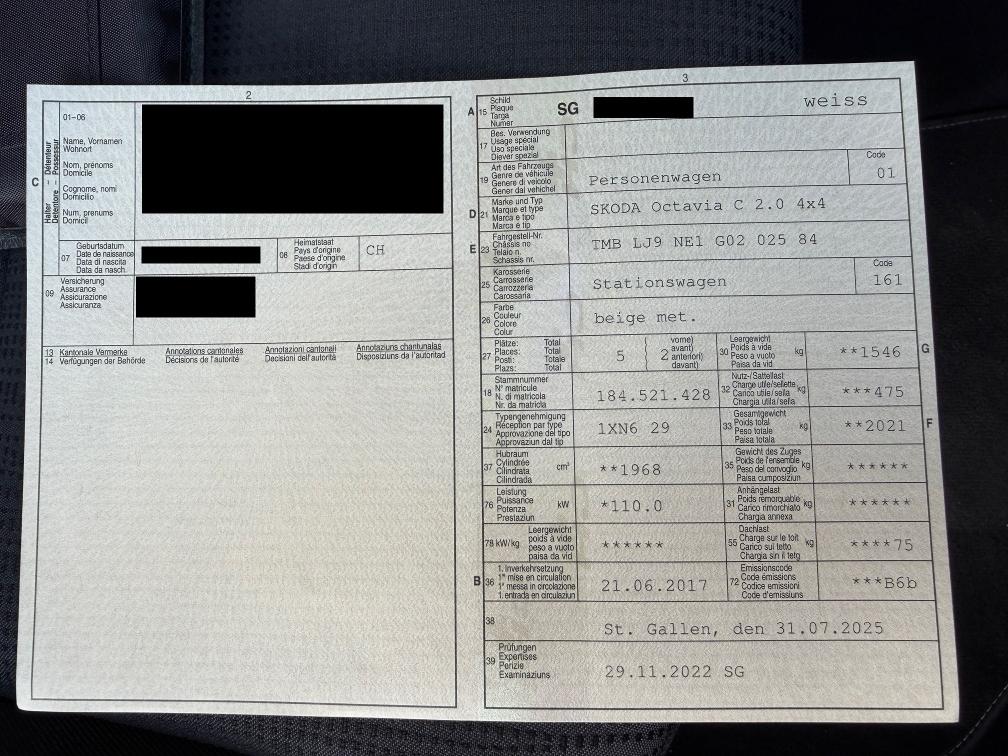 2
01–06
C
Halter – Détenteur
Detentore – Possessur
Name, Vornamen
Wohnort
Nom, prénoms
Domicile
Cognome, nomi
Domicilio
Num, prenums
Domicil
07
Geburtsdatum
Date de naissance
Data di nascita
Data da nasch.
08
Heimatstaat
Pays d'origine
Paese d'origine
Stadi d'origin
CH
09
Versicherung
Assurance
Assicurazione
Assicuranza
13
14
Kantonale Vermerke
Verfügungen der Behörde
Annotations cantonales
Décisions de l'autorité
Annotazioni cantonali
Decisioni dell'autorità
Annotaziuns chantunalas
Disposiziuns da l'autoritad
3
A 15
Schild
Plaque
Targa
Numer
SG
weiss
17
Bes. Verwendung
Usage spécial
Uso speciale
Diever spezial
19
Art des Fahrzeugs
Genre de véhicule
Genere di veicolo
Gener dal vehichel
Personenwagen
Code
01
D 21
Marke und Typ
Marque et type
Marca e tipo
Marca e tip
SKODA Octavia C 2.0 4x4
E 23
Fahrgestell-Nr.
Châssis no
Telaio n.
Schassis nr.
TMB LJ9 NE1 G02 025 84
25
Karosserie
Carrosserie
Carrozzeria
Carossaria
Stationswagen
Code
161
26
Farbe
Couleur
Colore
Colur
beige met.
27
Plätze: Total
Places: Total
Posti: Totale
Plazs: Total
5
2
vorne)
avant)
anteriori)
davant)
30
Leergewicht
Poids à vide
Peso a vuoto
Paisa da vid
kg
**1546
G
18
Stammnummer
N° matricule
N. di matricola
Nr. da matricla
184.521.428
32
Nutz-/Sattellast
Charge utile/sellette
Carico utile/sella
Chargia utila/sella
kg
***475
24
Typengenehmigung
Réception par type
Approvazione del tipo
Approvaziun dal tip
1XN6 29
33
Gesamtgewicht
Poids total
Peso totale
Paisa totala
kg
**2021
F
37
Hubraum
Cylindrée
Cilindrata
Cilindrada
cm³
**1968
35
Gewicht des Zuges
Poids de l'ensemble
Peso del convoglio
Paisa cumposiziun
kg
******
76
Leistung
Puissance
Potenza
Prestaziun
kW
*110.0
31
Anhängelast
Poids remorquable
Carico rimorchiato
Chargia annexa
kg
******
78 kW/kg
Leergewicht
poids à vide
peso a vuoto
paisa da vid
******
55
Dachlast
Charge sur le toit
Carico sul tetto
Chargia sin il tetg
kg
****75
B 36
1. Inverkehrsetzung
1re mise en circulation
1a messa in circolazione
1. entrada en circulaziun
21.06.2017
72
Emissionscode
Code émissions
Codice emissioni
Code d'emissiuns
***B6b
38
St. Gallen, den 31.07.2025
39
Prüfungen
Expertises
Perizie
Examinaziuns
29.11.2022 SG